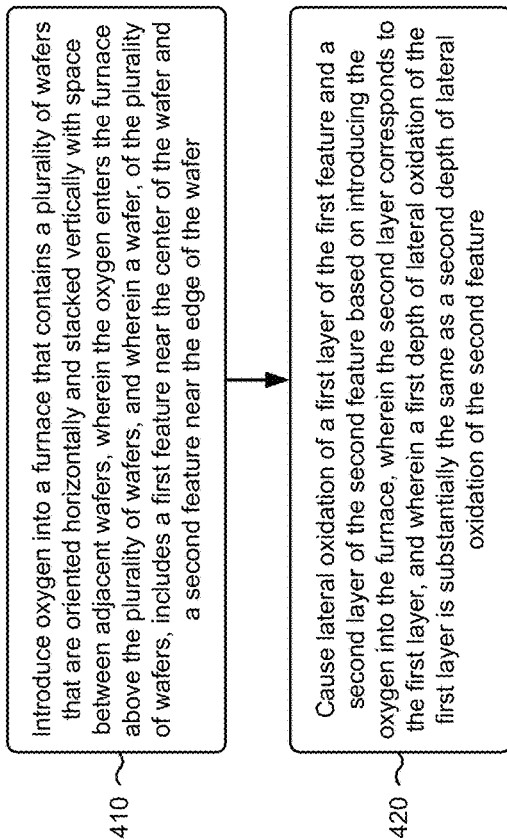 Introduce oxygen into a furnace that contains a plurality of wafers
that are oriented horizontally and stacked vertically with space
between adjacent wafers, wherein the oxygen enters the furnace
above the plurality of wafers, and wherein a wafer, of the plurality
of wafers, includes a first feature near the center of the wafer and
a second feature near the edge of the wafer
410
Cause lateral oxidation of a first layer of the first feature and a
second layer of the second feature based on introducing the
oxygen into the furnace, wherein the second layer corresponds to
the first layer, and wherein a first depth of lateral oxidation of the
first layer is substantially the same as a second depth of lateral
oxidation of the second feature
420